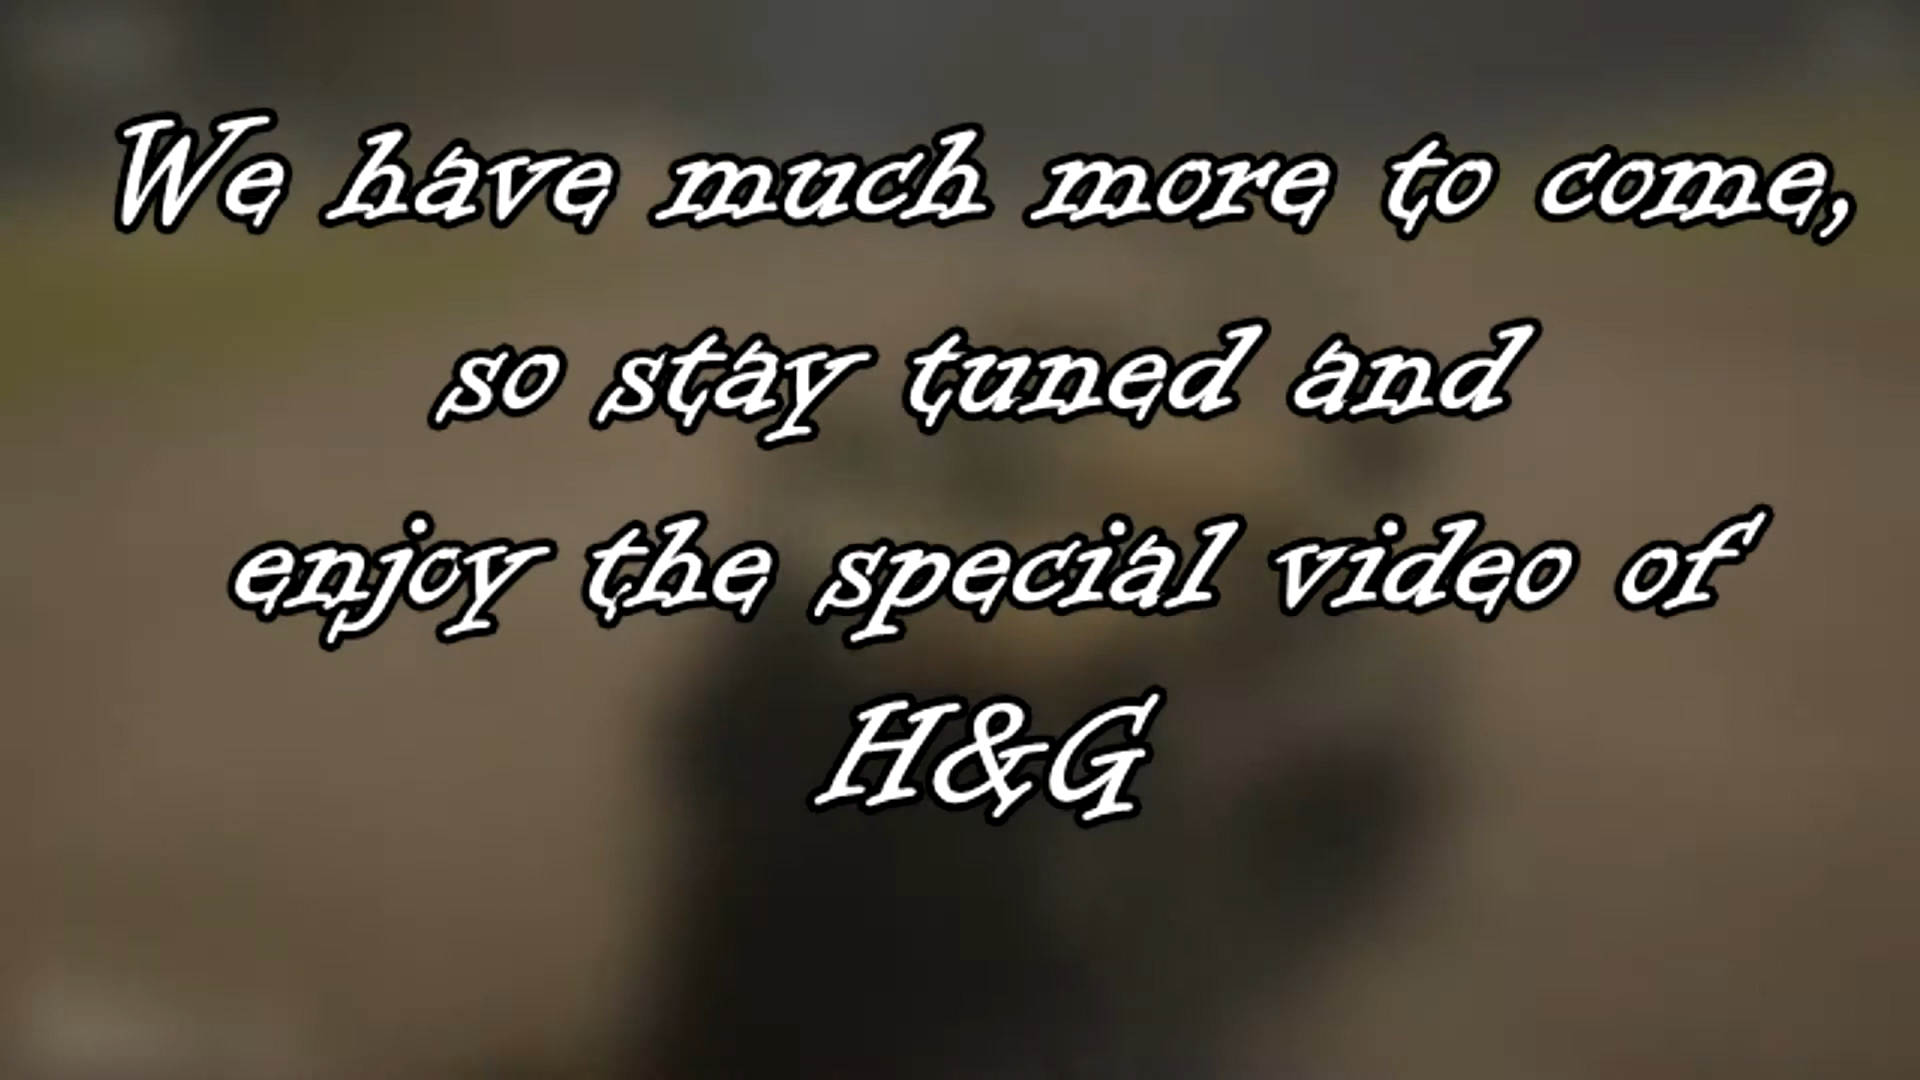 We have much more to come,
so stay tuned and
enjoy the special video of
H&G